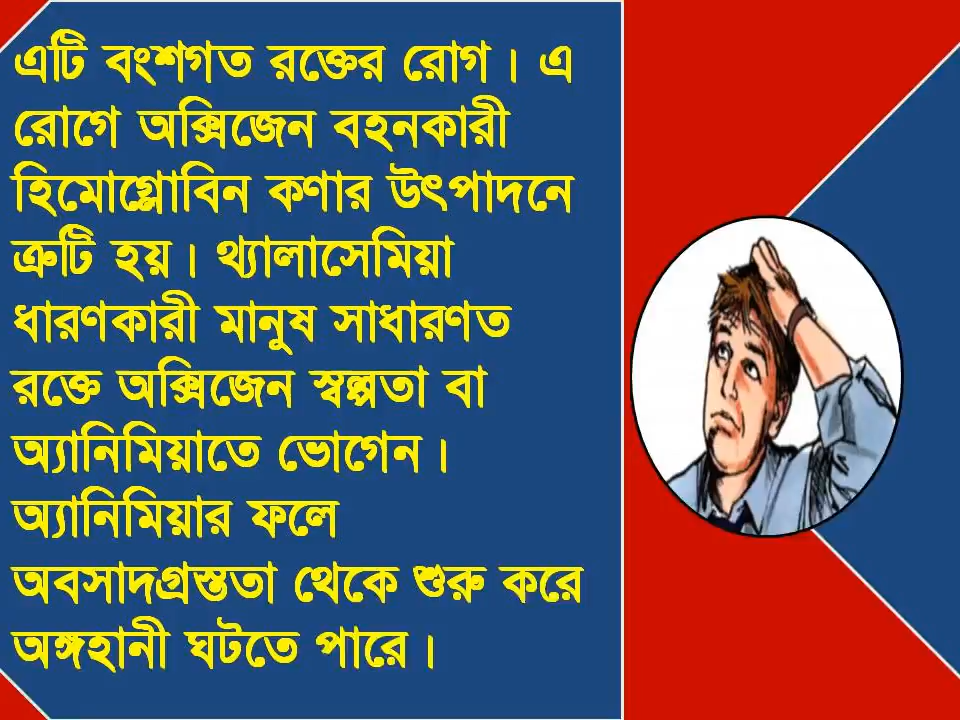 এটি বংশগত রক্তের রোগ। এ
রোগে অক্সিজেন বহনকারী
হিমোগ্লোবিন কণার উৎপাদনে
ত্রুটি হয়। থ্যালাসেমিয়া
ধারণকারী মানুষ সাধারণত
রক্তে অক্সিজেন স্বল্পতা বা
অ্যানিমিয়াতে ভোগেন।
অ্যানিমিয়ার ফলে
অবসাদগ্রস্ততা থেকে শুরু করে
অঙ্গহানী ঘটতে পারে।